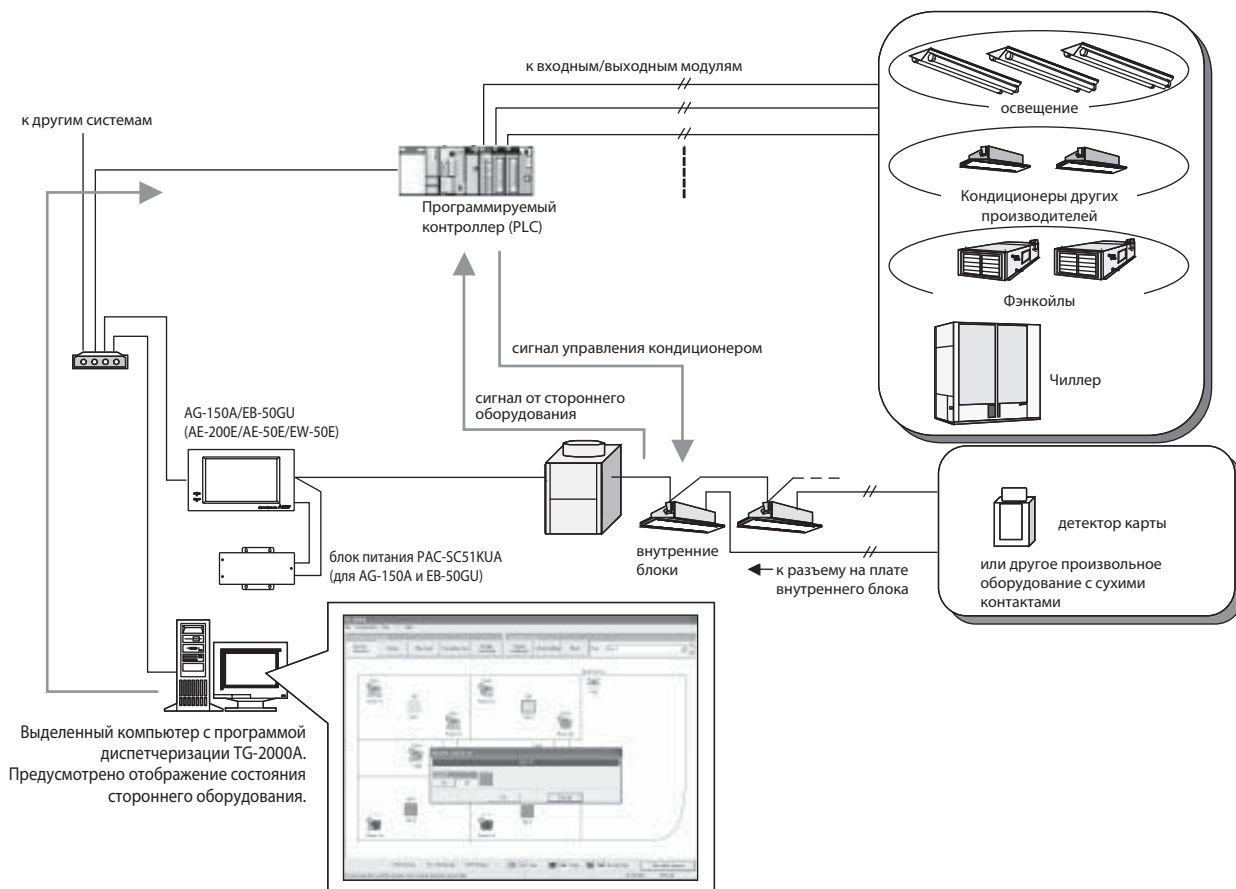 к входным/выходным модулям
освещение
к другим системам
Кондиционеры других
производителей
Программируемый
контроллер (PLC)
Фэнкойлы
сигнал управления кондиционером
Чиллер
сигнал от стороннего
оборудования
AG-150A/EB-50GU
(AE-200E/AE-50E/EW-50E)
детектор карты
внутренние
блоки
блок питания PAC-SC51KUA
(для AG-150A и EB-50GU)
к разъему на плате
внутреннего блока
или другое произвольное
оборудование с сухими
контактами
Выделенный компьютер с программой
диспетчеризации TG-2000A.
Предусмотрено отображение состояния
стороннего оборудования.